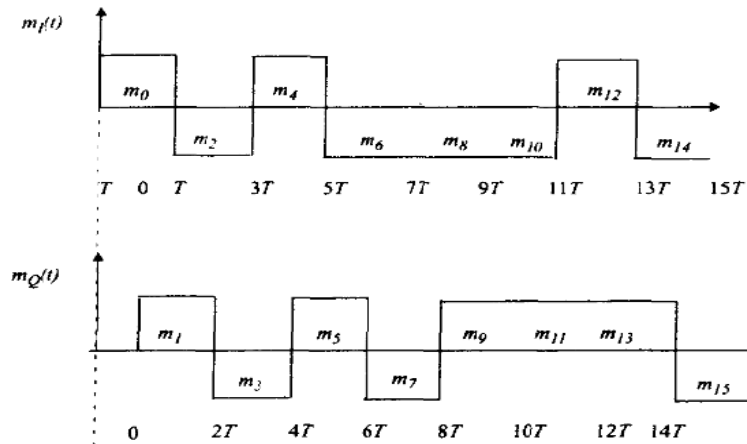 m_I(t)
m_0
m_4
m_12
m_2
m_6
m_8
m_10
m_14
T 0 T 3T 5T 7T 9T 11T 13T 15T
m_Q(t)
m_1
m_5
m_9
m_11
m_13
m_3
m_7
m_15
0 2T 4T 6T 8T 10T 12T 14T